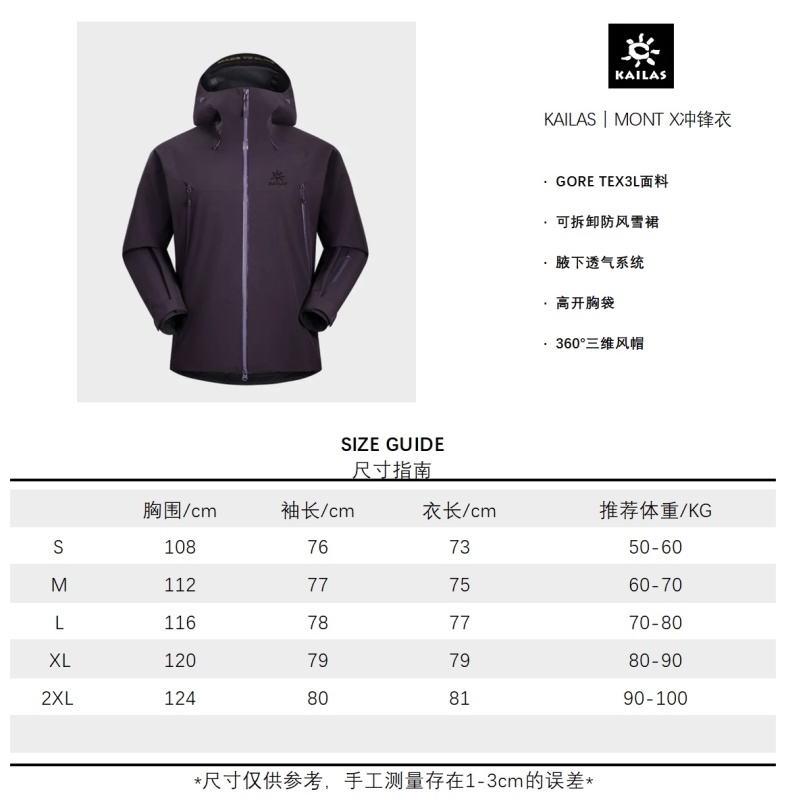 KAILAS
KAILAS
KAILAS｜MONT X冲锋衣
· GORE TEX3L面料
· 可拆卸防风雪裙
· 腋下透气系统
· 高开胸袋
· 360°三维风帽
SIZE GUIDE
尺寸指南
胸围/cm 袖长/cm 衣长/cm 推荐体重/KG
S 108 76 73 50-60
M 112 77 75 60-70
L 116 78 77 70-80
XL 120 79 79 80-90
2XL 124 80 81 90-100
*尺寸仅供参考，手工测量存在1-3cm的误差*